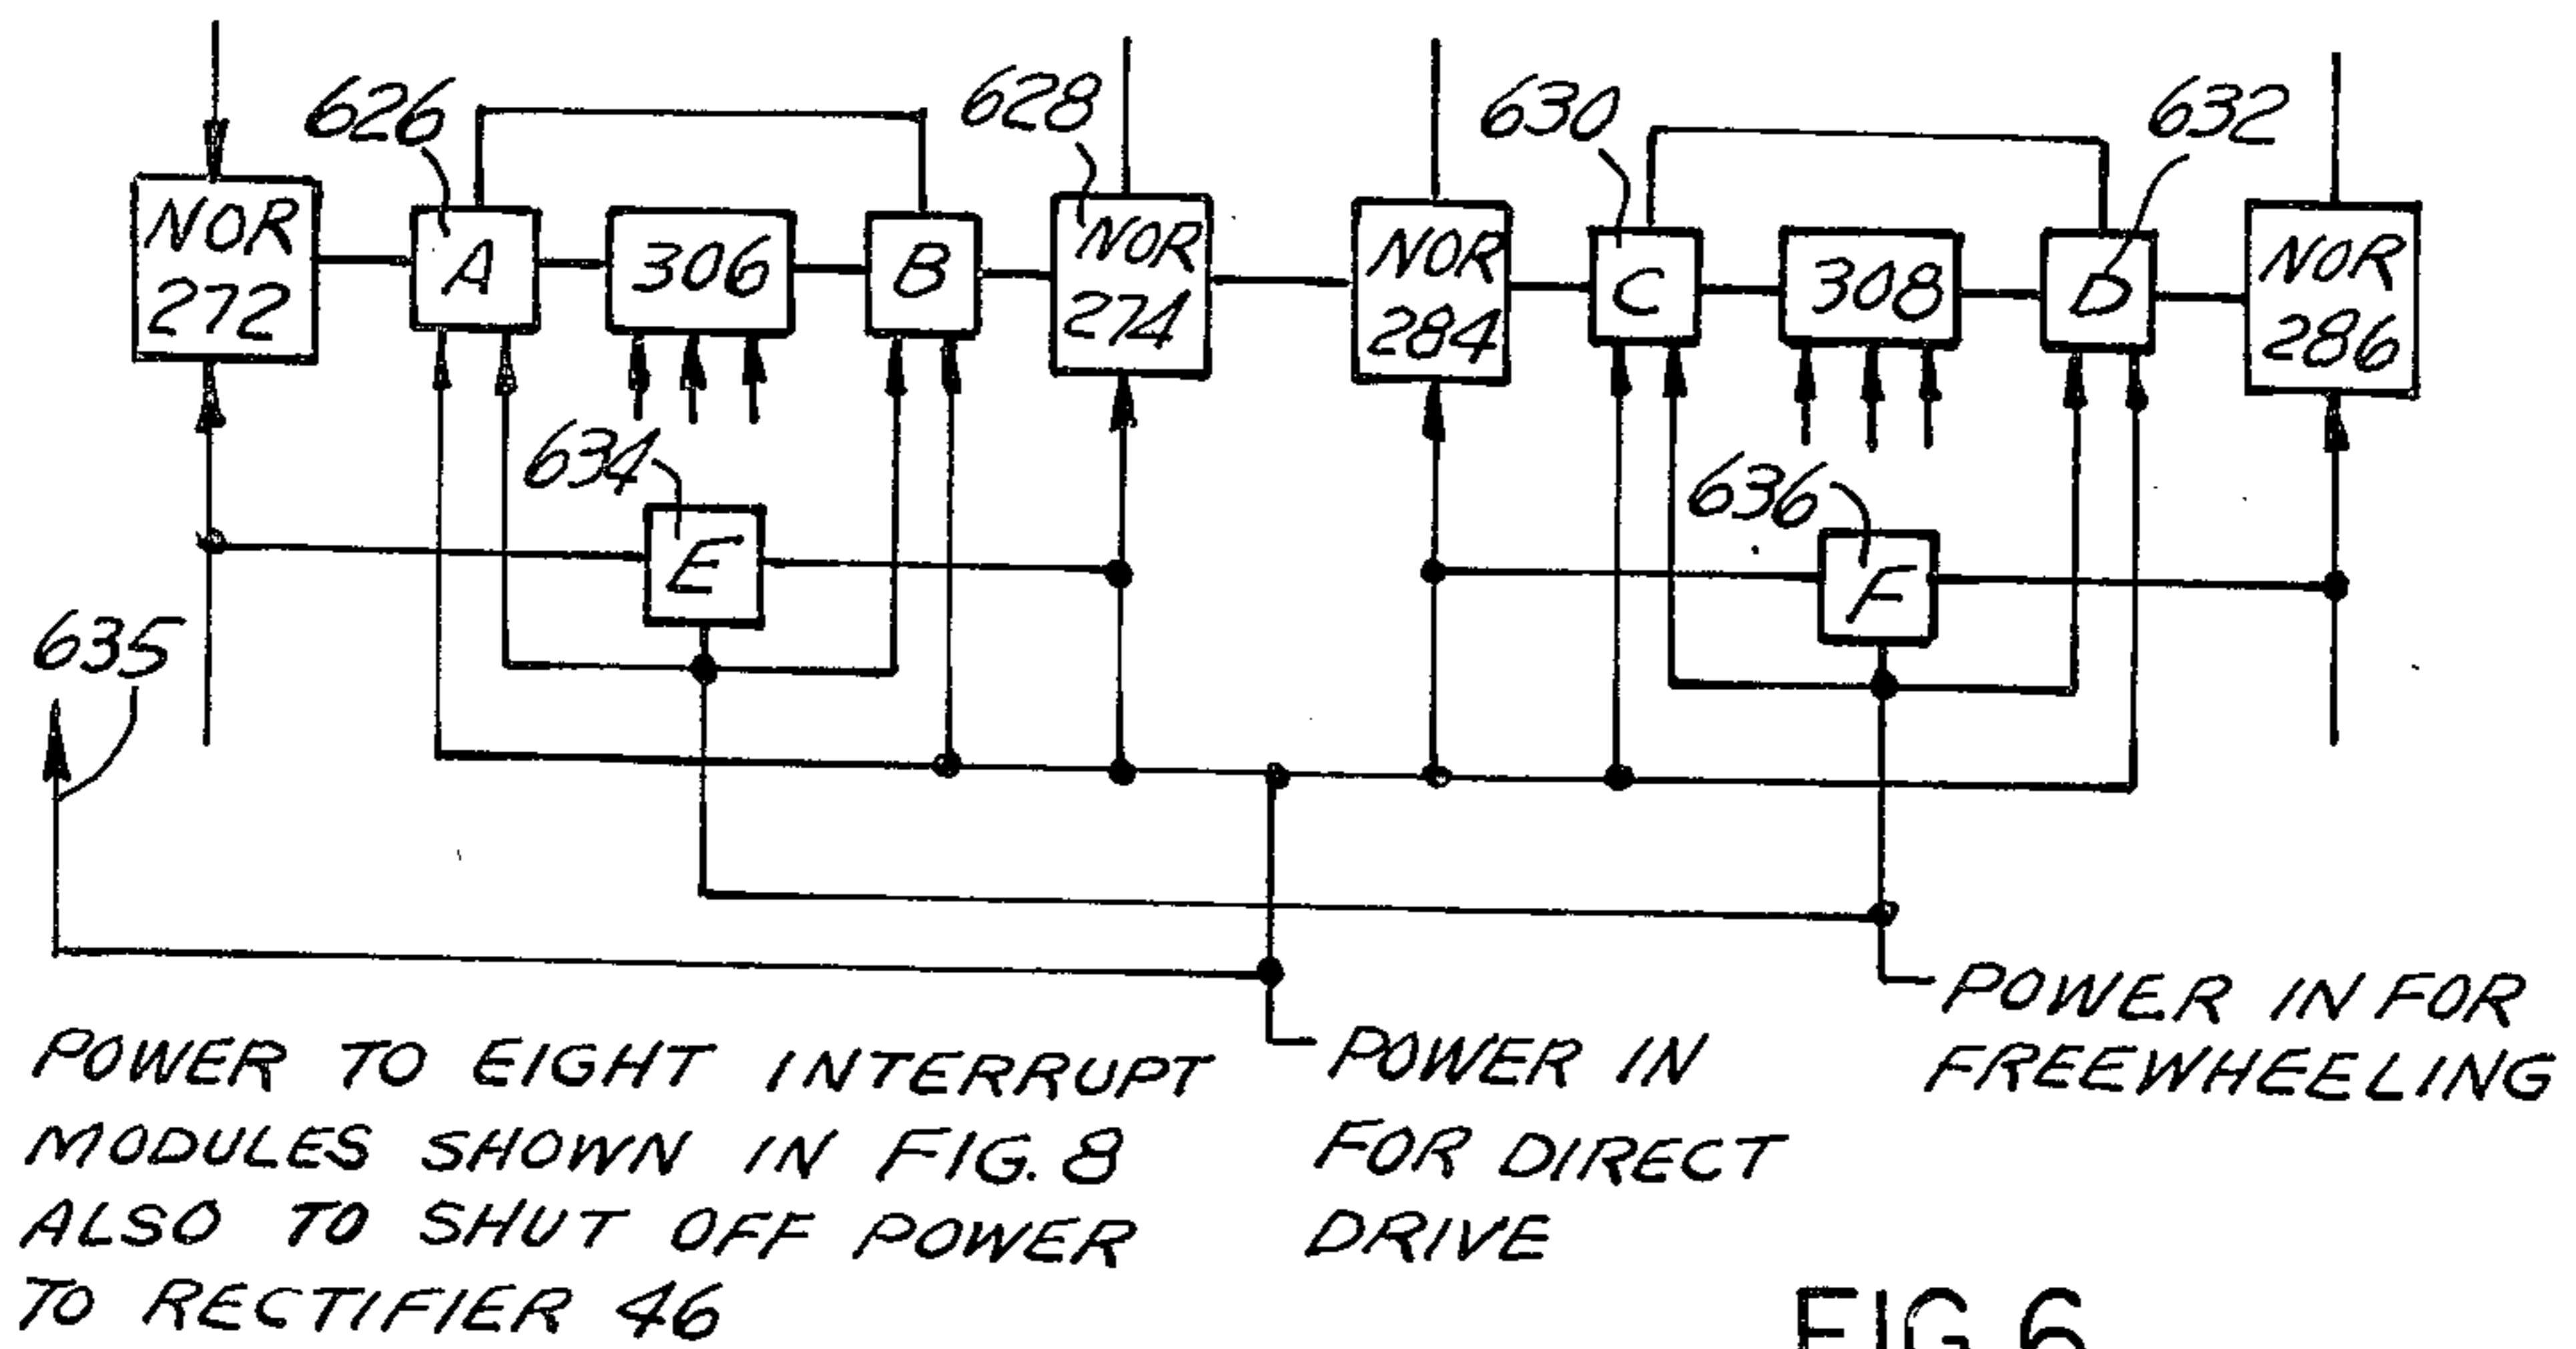 626
628
630
632
NOR
272
A
306
B
NOR
274
NOR
284
C
308
D
NOR
286
634
E
636
F
635
POWER TO EIGHT INTERRUPT
MODULES SHOWN IN FIG. 8
ALSO TO SHUT OFF POWER
TO RECTIFIER 46
POWER IN
FOR DIRECT
DRIVE
POWER IN FOR
FREEWHEELING
FIG 6